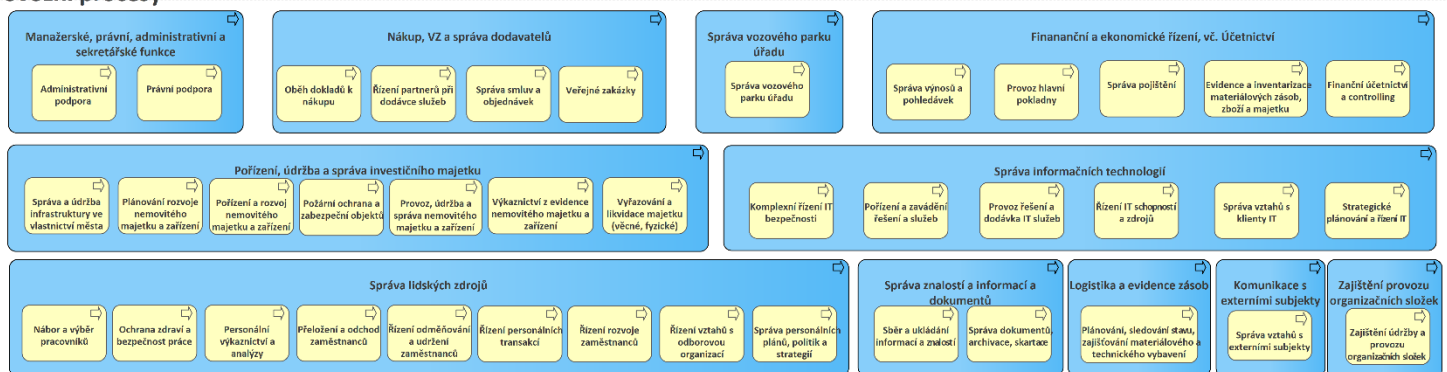 Manažerské, právní, administrativní a
sekretářské funkce
Administrativní
podpora
Právní podpora
Nákup, VZ a správa dodavatelů
Oběh dokladů k
nákupu
Řízení partnerů při
dodávce služeb
Správa smluv a
objednávek
Veřejné zakázky
Správa vozového parku
úřadu
Správa vozového
parku úřadu
Finananční a ekonomické řízení, vč. Účetnictví
Správa výnosů a
pohledávek
Provoz hlavní
pokladny
Správa pojištění
Evidence a inventarizace
materiálových zásob,
zboží a majetku
Finanční účetnictví
a controlling
Pořízení, údržba a správa investičního majetku
Správa a údržba
infrastruktury ve
vlastnictví města
Plánování rozvoje
nemovitého
majetku a zařízení
Pořízení a rozvoj
nemovitého
majetku a zařízení
Požární ochrana a
zabezpeční objektů
Provoz, údržba a
správa nemovitého
majetku a zařízení
Výkaznictví z evidence
nemovitého majetku a
zařízení
Vyřazování a
likvidace majetku
(věcné, fyzické)
Správa informačních technologií
Komplexní řízení IT
bezpečnosti
Pořízení a zavádění
řešení a služeb
Provoz řešení a
dodávka IT služeb
Řízení IT schopností
a zdrojů
Správa vztahů s
klienty IT
Strategické
plánování a řízení IT
Správa lidských zdrojů
Nábor a výběr
pracovníků
Ochrana zdraví a
bezpečnost práce
Personální
výkaznictví a
analýzy
Přeložení a odchod
zaměstnanců
Řízení odměňování
a udržení
zaměstnanců
Řízení personálních
transakcí
Řízení rozvoje
zaměstnanců
Řízení vztahů s
odborovou
organizací
Správa personálních
plánů, politik a
strategií
Správa znalostí a informací a
dokumentů
Sběr a ukládání
informací a znalostí
Správa dokumentů,
archivace, skartace
Logistika a evidence zásob
Plánování, sledování stavu,
zajišťování materiálového a
technického vybavení
Komunikace s
externími subjekty
Správa vztahů s
externími subjekty
Zajištění provozu
organizačních složek
Zajištění údržby a
provozu
organizačních složek